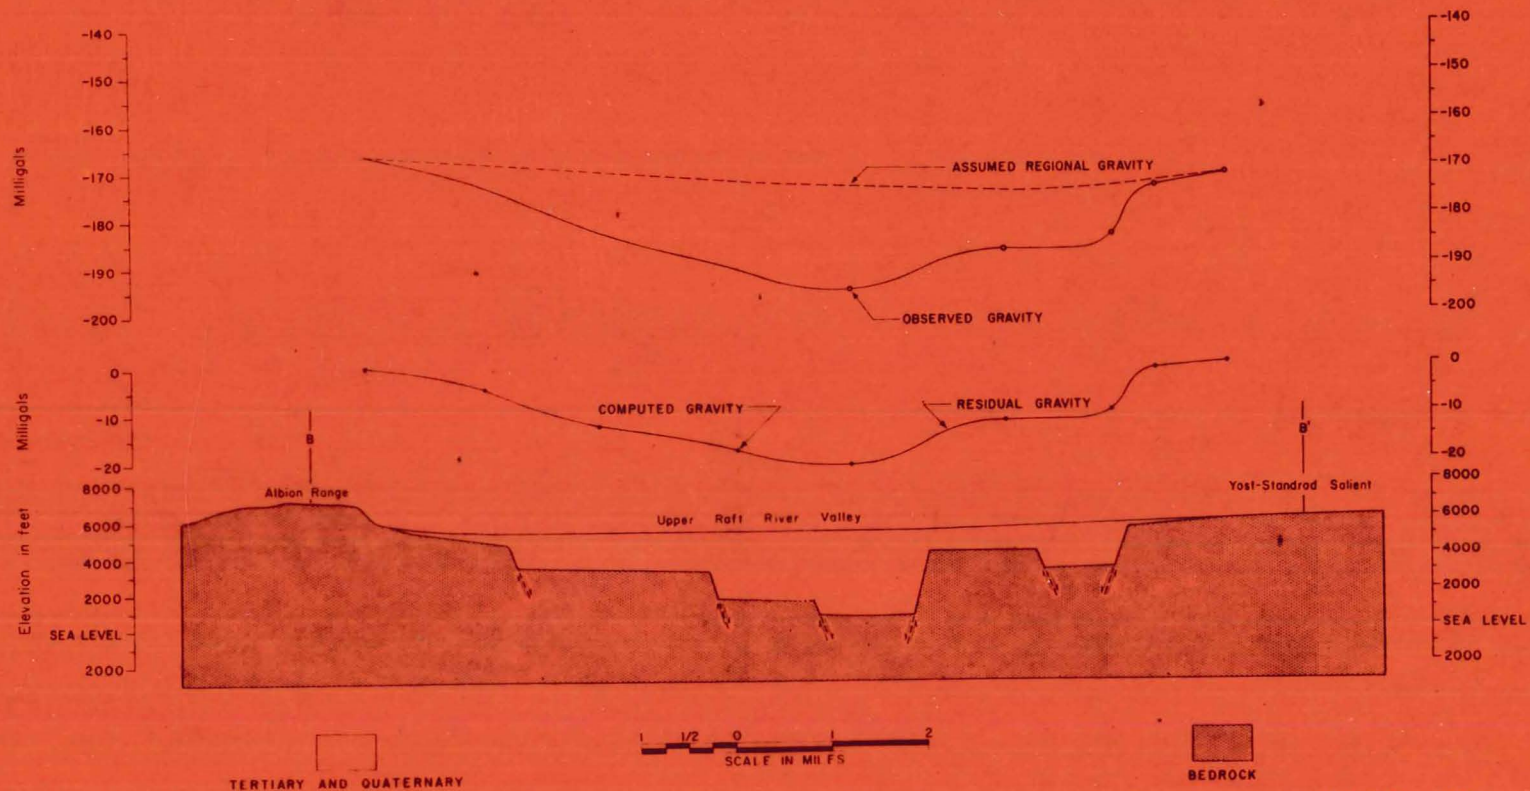 -140
-150
-160
-170
-180
-190
-200
Milligals
-140
-150
-160
-170
-180
-190
-200
ASSUMED REGIONAL GRAVITY
OBSERVED GRAVITY
0
-10
-20
Milligals
0
-10
-20
COMPUTED GRAVITY
RESIDUAL GRAVITY
B
B'
8000
6000
4000
2000
SEA LEVEL
2000
Elevation in feet
8000
6000
4000
2000
SEA LEVEL
2000
Albion Range
Upper Raft River Valley
Yost-Standrod Salient
1 1/2 0 1 2
SCALE IN MILES
TERTIARY AND QUATERNARY
BEDROCK